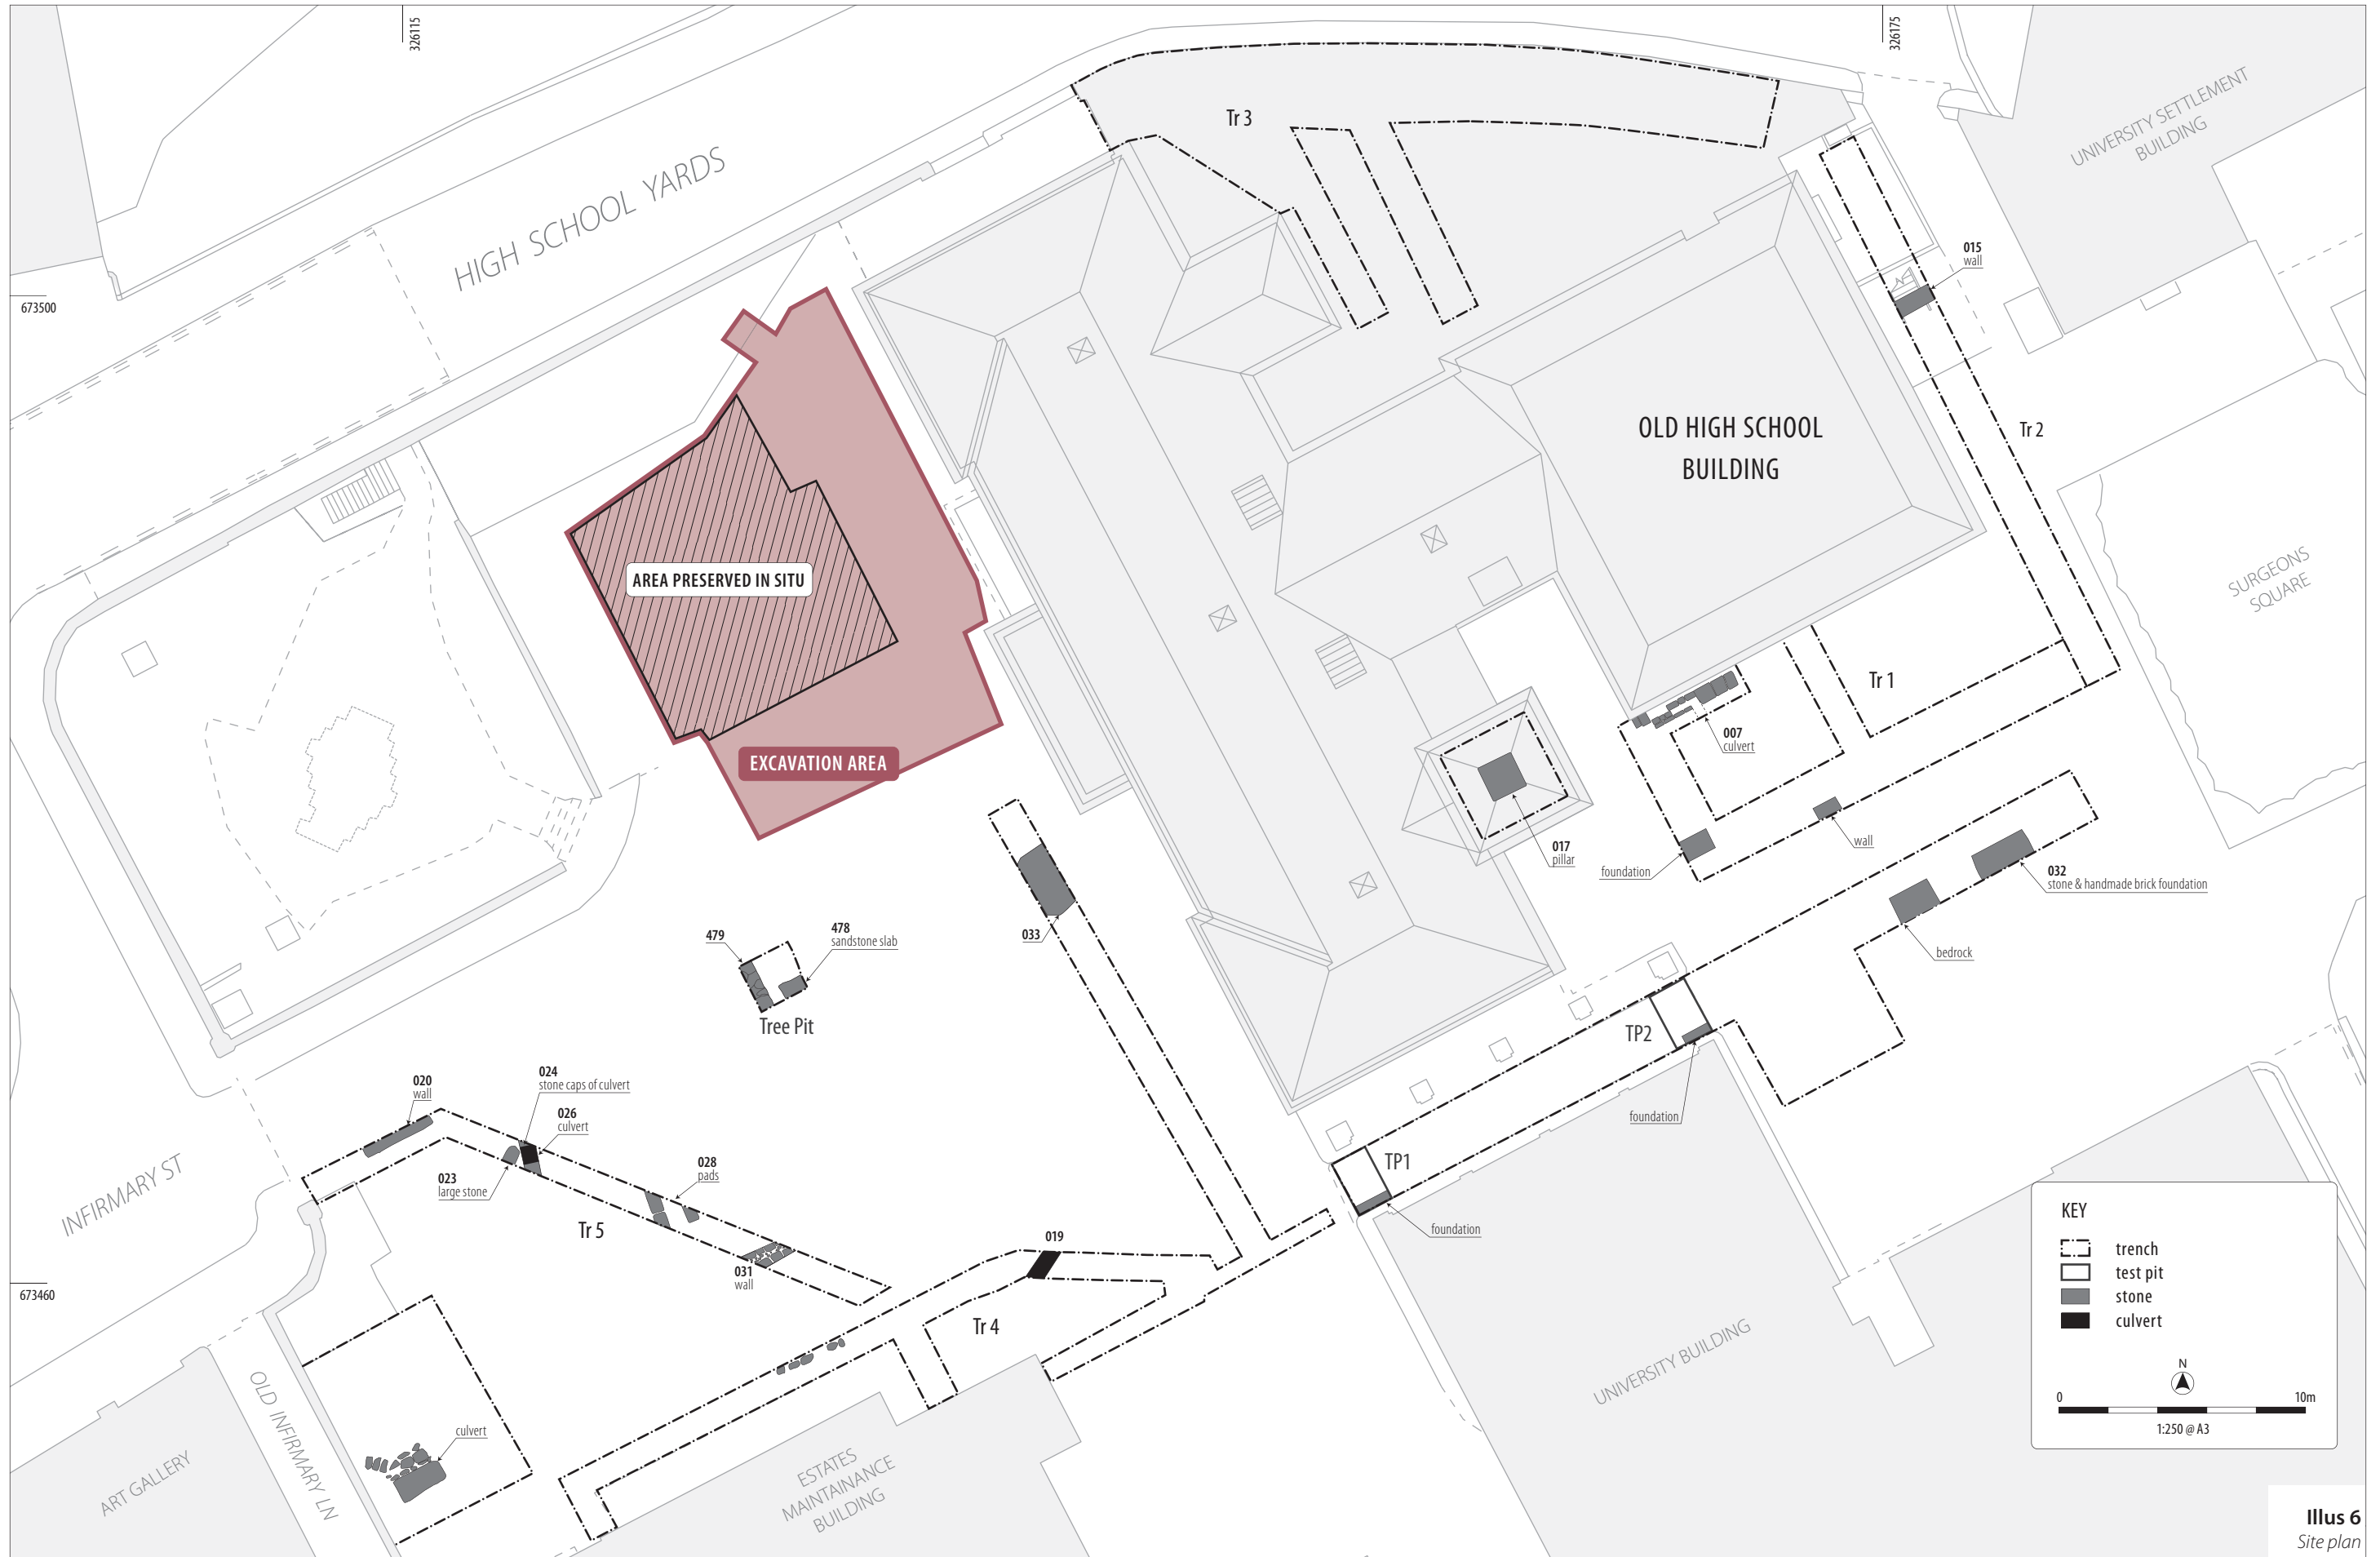 326115
326175
673500
673460
HIGH SCHOOL YARDS
Tr 3
UNIVERSITY SETTLEMENT
BUILDING
015
wall
OLD HIGH SCHOOL
BUILDING
Tr 2
SURGEONS
SQUARE
AREA PRESERVED IN SITU
EXCAVATION AREA
Tr 1
007
culvert
017
pillar
foundation
wall
032
stone & handmade brick foundation
bedrock
479
478
sandstone slab
Tree Pit
033
TP2
foundation
TP1
foundation
020
wall
024
stone caps of culvert
026
culvert
023
large stone
028
pads
Tr 5
031
wall
019
Tr 4
INFIRMARY ST
OLD INFIRMARY LN
ART GALLERY
culvert
ESTATES
MAINTAINANCE
BUILDING
UNIVERSITY BUILDING
KEY
trench
test pit
stone
culvert
N
0 10m
1:250 @ A3
Illus 6
Site plan